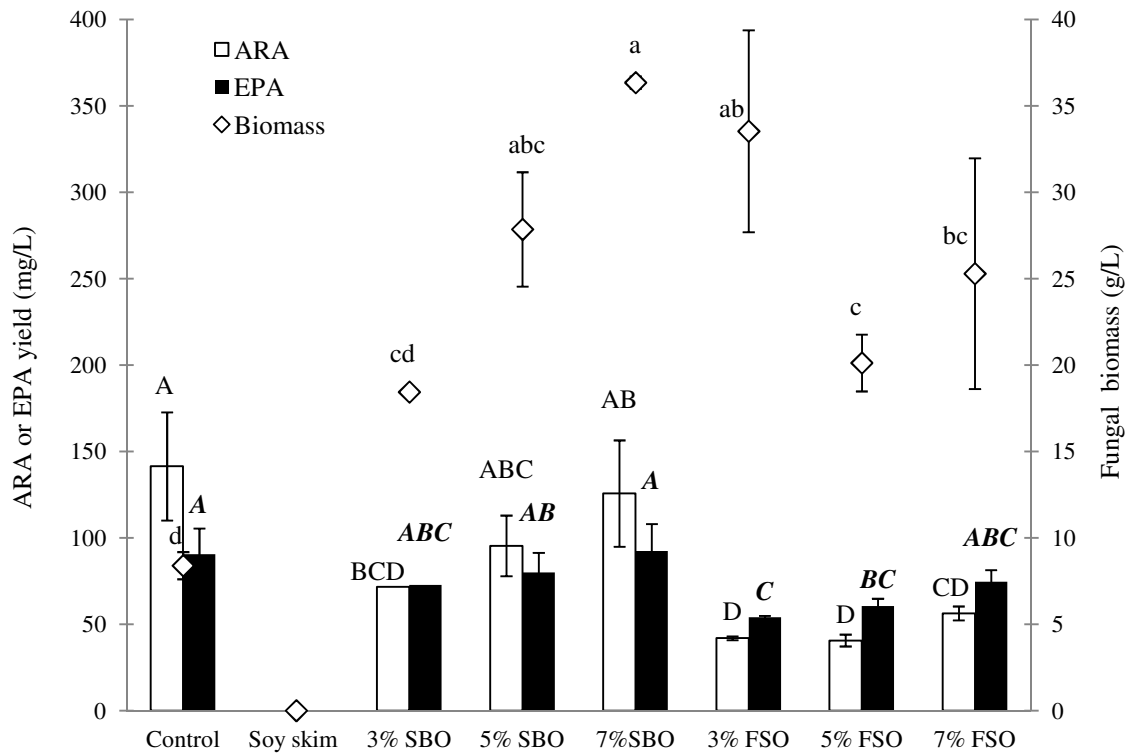 400
350
300
250
200
150
100
50
0
ARA or EPA yield (mg/L)
ARA
EPA
Biomass
40
35
30
25
20
15
10
5
0
Fungal biomass (g/L)
A
d
A
cd
BCD
ABC
abc
ABC
AB
a
AB
A
ab
D
C
c
D
BC
bc
CD
ABC
Control Soy skim 3% SBO 5% SBO 7%SBO 3% FSO 5% FSO 7% FSO